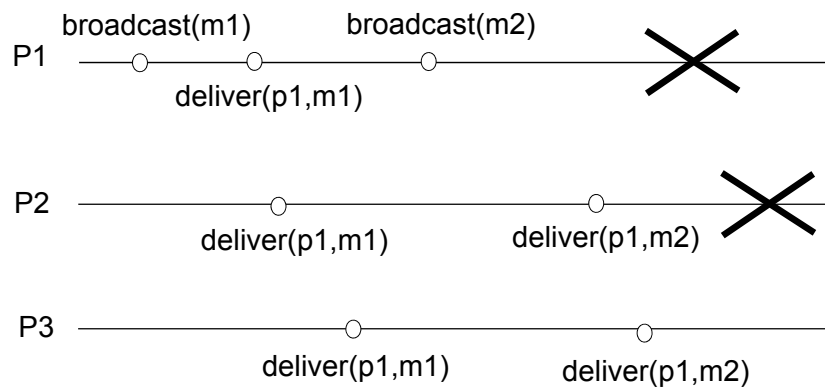 broadcast(m1) broadcast(m2)
P1
deliver(p1,m1)
P2
deliver(p1,m1) deliver(p1,m2)
P3
deliver(p1,m1) deliver(p1,m2)